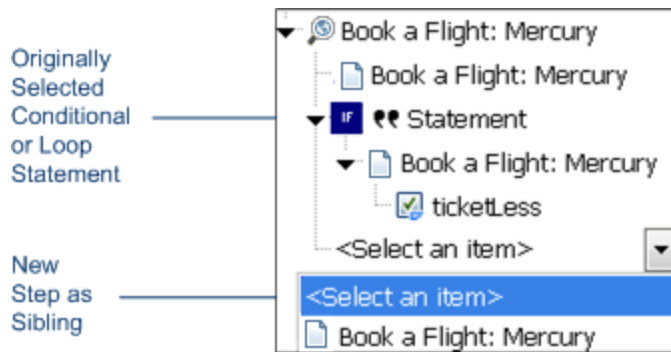 Book a Flight: Mercury
Originally
Selected
Conditional
or Loop
Statement
Book a Flight: Mercury
IF Statement
Book a Flight: Mercury
ticketLess
<Select an item>
New
Step as
Sibling
<Select an item>
Book a Flight: Mercury